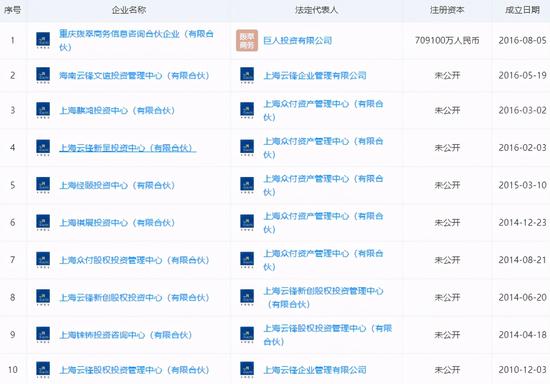 序号 企业名称 法定代表人 注册资本 成立日期
1 重庆拨萃商务信息咨询合伙企业（有限合伙） 拨萃商务 巨人投资有限公司 709100万人民币 2016-08-05
2 海南云锋文谊投资管理中心（有限合伙） 上海云锋企业管理有限公司 未公开 2016-05-19
3 上海麒鸿投资中心（有限合伙） 上海众付资产管理中心（有限合伙） 未公开 2016-03-02
4 上海云锋新呈投资中心（有限合伙） 上海众付资产管理中心（有限合伙） 未公开 2016-02-03
5 上海经颐投资中心（有限合伙） 上海众付资产管理中心（有限合伙） 未公开 2015-03-10
6 上海祺展投资中心（有限合伙） 上海众付资产管理中心（有限合伙） 未公开 2014-12-23
7 上海众付股权投资管理中心（有限合伙） 上海众付资产管理中心（有限合伙） 未公开 2014-08-21
8 上海云锋新创股权投资管理中心（有限合伙） 上海云锋新创股权投资管理中心（有限合伙） 未公开 2014-06-20
9 上海铼钸投资咨询中心（有限合伙） 上海云锋股权投资管理中心（有限合伙） 未公开 2014-04-18
10 上海云锋股权投资管理中心（有限合伙） 上海云锋企业管理有限公司 未公开 2010-12-03